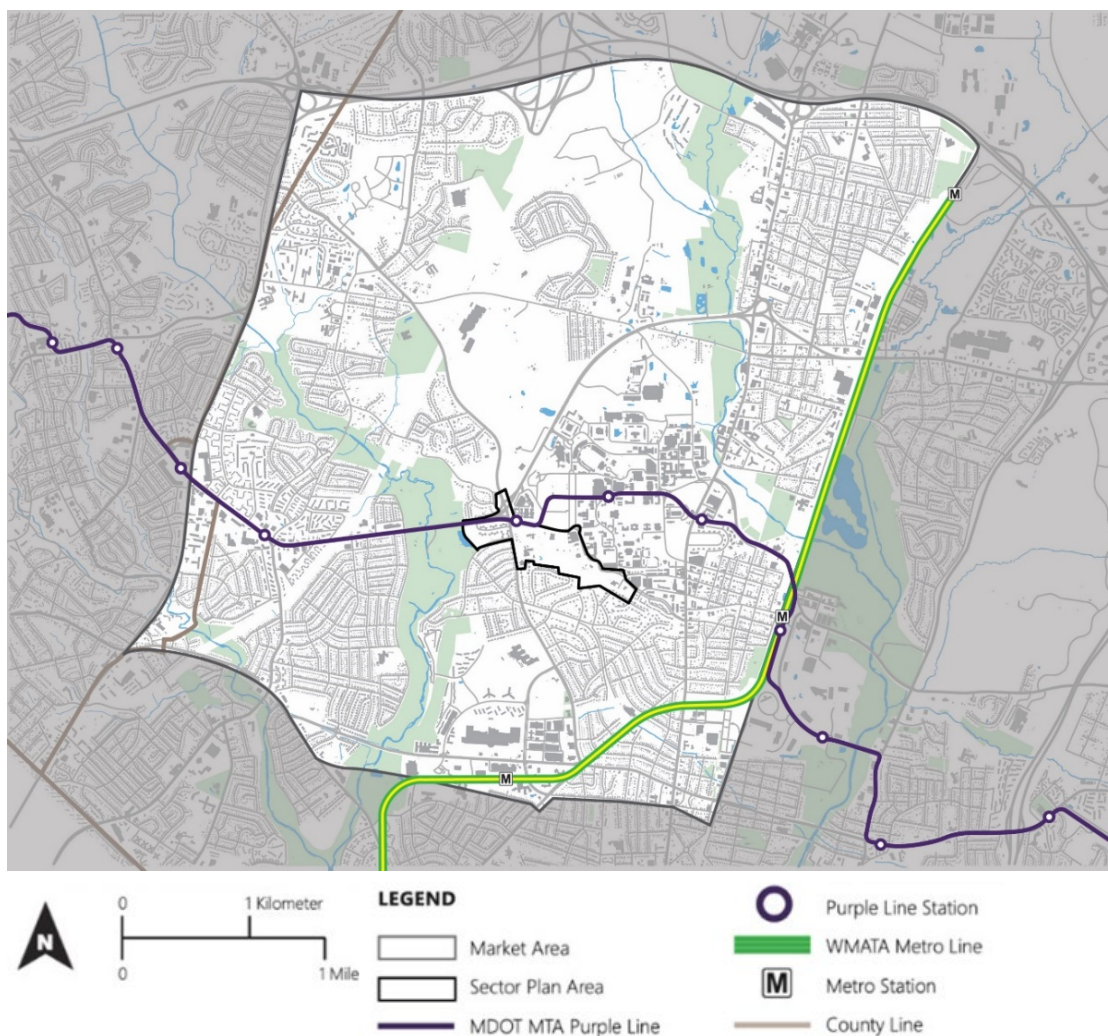 M
M
M
N
0 1 Kilometer
0 1 Mile
LEGEND
Market Area
Sector Plan Area
MDOT MTA Purple Line
Purple Line Station
WMATA Metro Line
M Metro Station
County Line